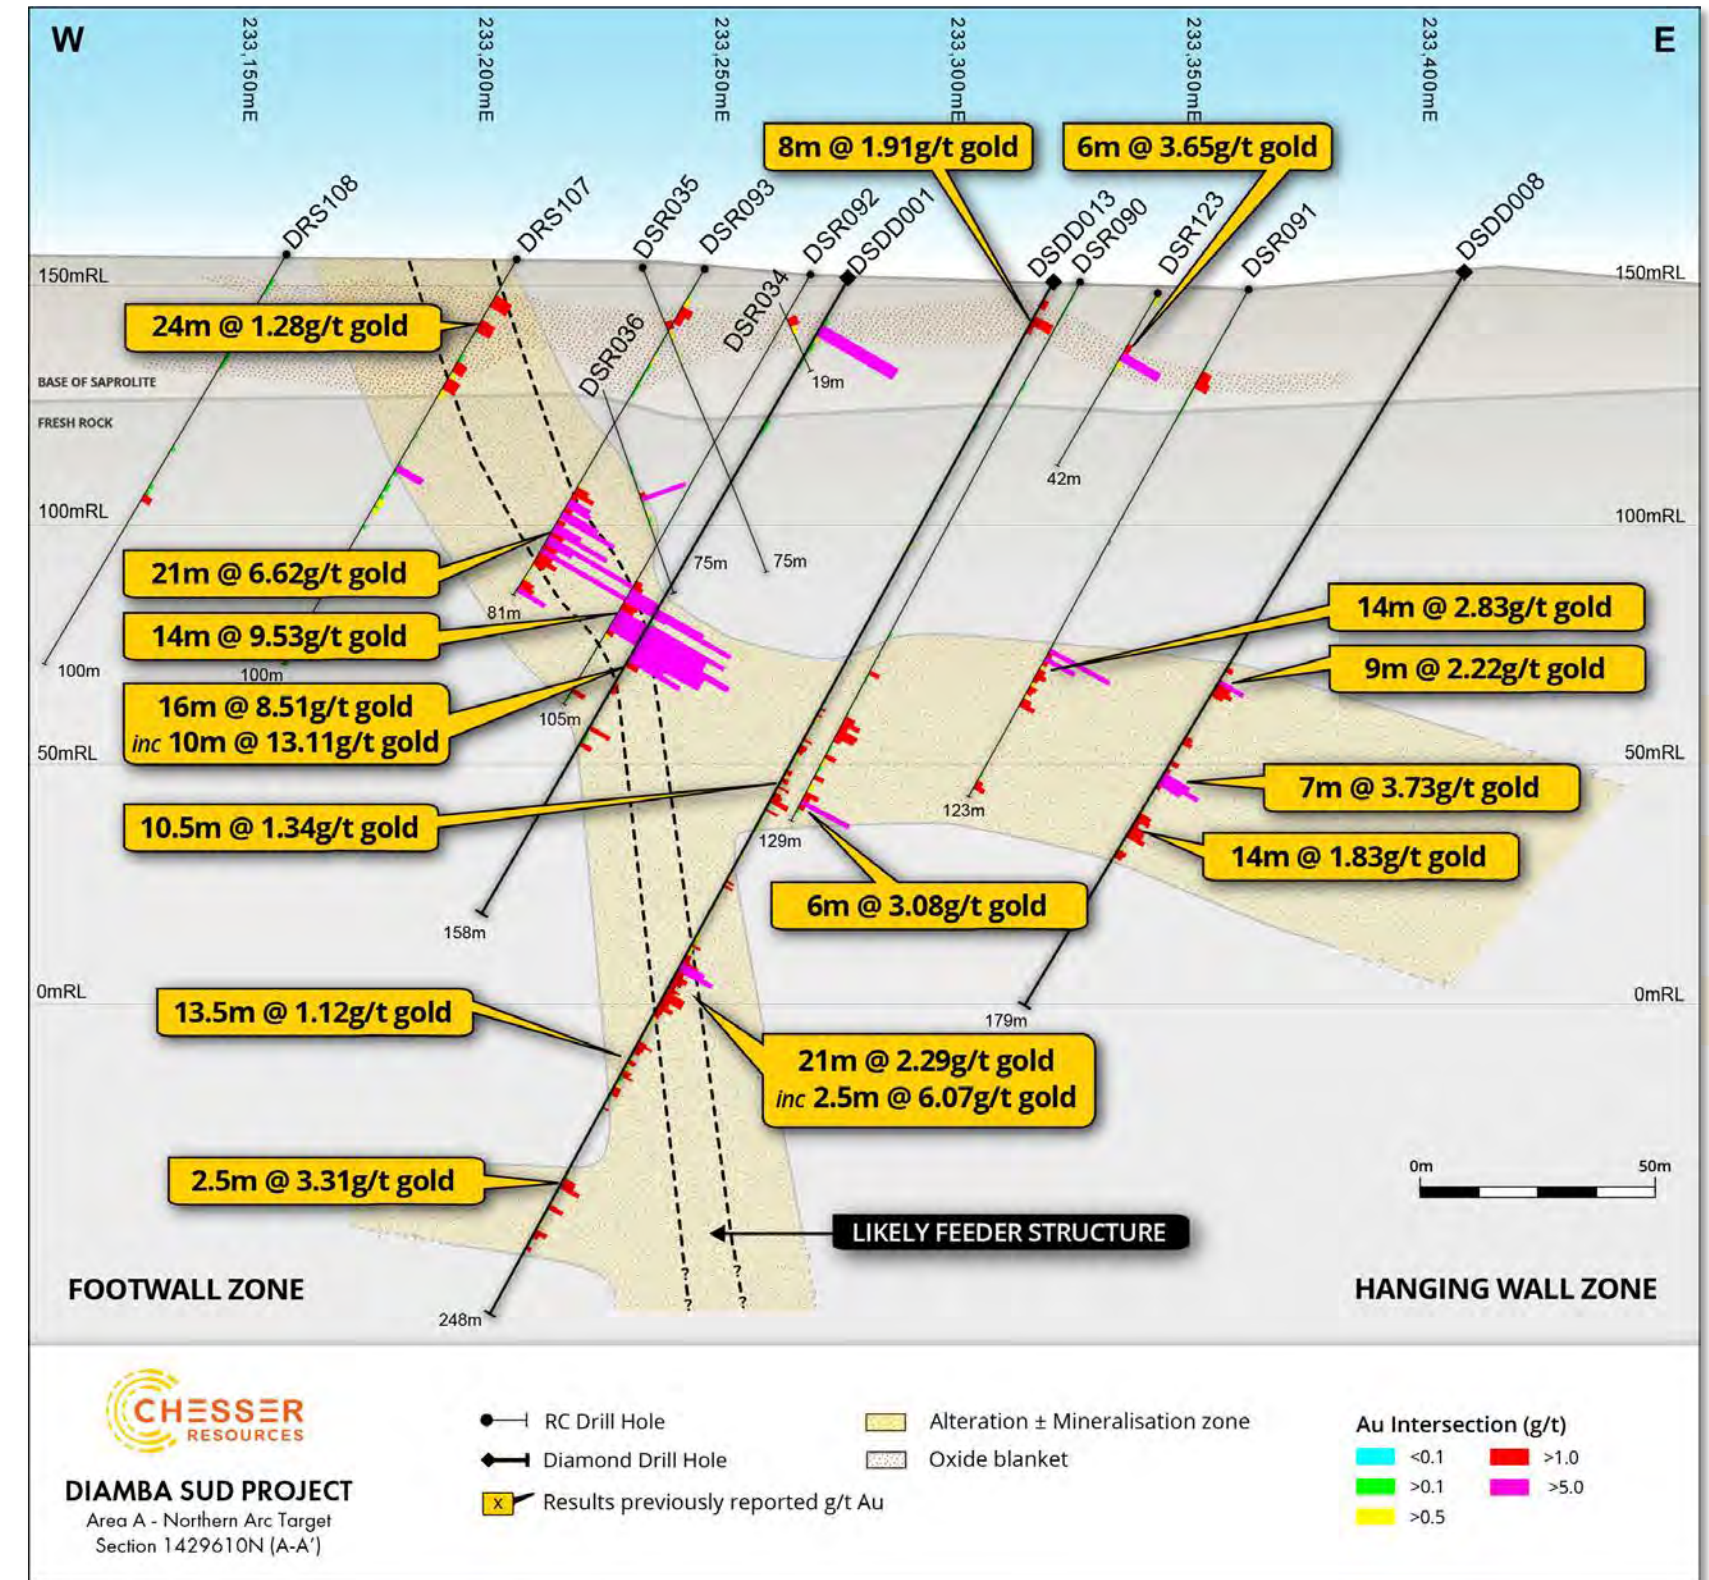 W
E
233,150mE
233,200mE
233,250mE
233,300mE
233,350mE
233,400mE
8m @ 1.91g/t gold
6m @ 3.65g/t gold
DRS108
DRS107
DSR035
DSR093
DSR092
DSDD001
DSDD013
DSR090
DSR123
DSR091
DSDD008
150mRL
150mRL
DSR034
DSR036
24m @ 1.28g/t gold
BASE OF SAPROLITE
19m
FRESH ROCK
42m
100mRL
100mRL
21m @ 6.62g/t gold
75m
75m
81m
14m @ 9.53g/t gold
14m @ 2.83g/t gold
100m
100m
9m @ 2.22g/t gold
16m @ 8.51g/t gold
inc 10m @ 13.11g/t gold
105m
50mRL
50mRL
7m @ 3.73g/t gold
123m
10.5m @ 1.34g/t gold
129m
14m @ 1.83g/t gold
6m @ 3.08g/t gold
158m
0mRL
0mRL
13.5m @ 1.12g/t gold
179m
21m @ 2.29g/t gold
inc 2.5m @ 6.07g/t gold
2.5m @ 3.31g/t gold
0m
50m
LIKELY FEEDER STRUCTURE
?
?
?
?
FOOTWALL ZONE
HANGING WALL ZONE
248m
CHESSER
RESOURCES
DIAMBA SUD PROJECT
Area A - Northern Arc Target
Section 1429610N (A-A’)
RC Drill Hole
Diamond Drill Hole
X
Results previously reported g/t Au
Alteration ± Mineralisation zone
Oxide blanket
Au Intersection (g/t)
<0.1
>1.0
>0.1
>5.0
>0.5